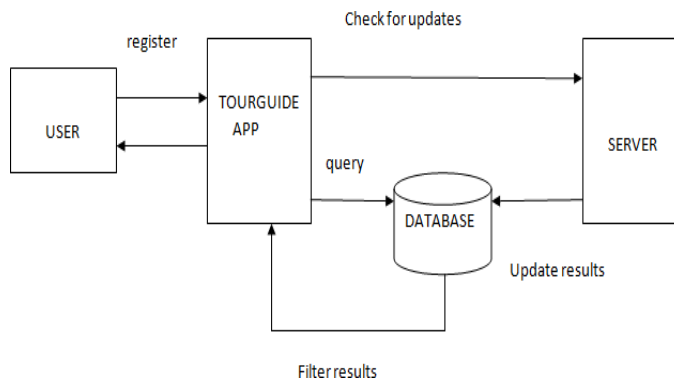 Check for updates
register
TOURGUIDE
APP
USER
SERVER
query
DATABASE
Update results
Filter results